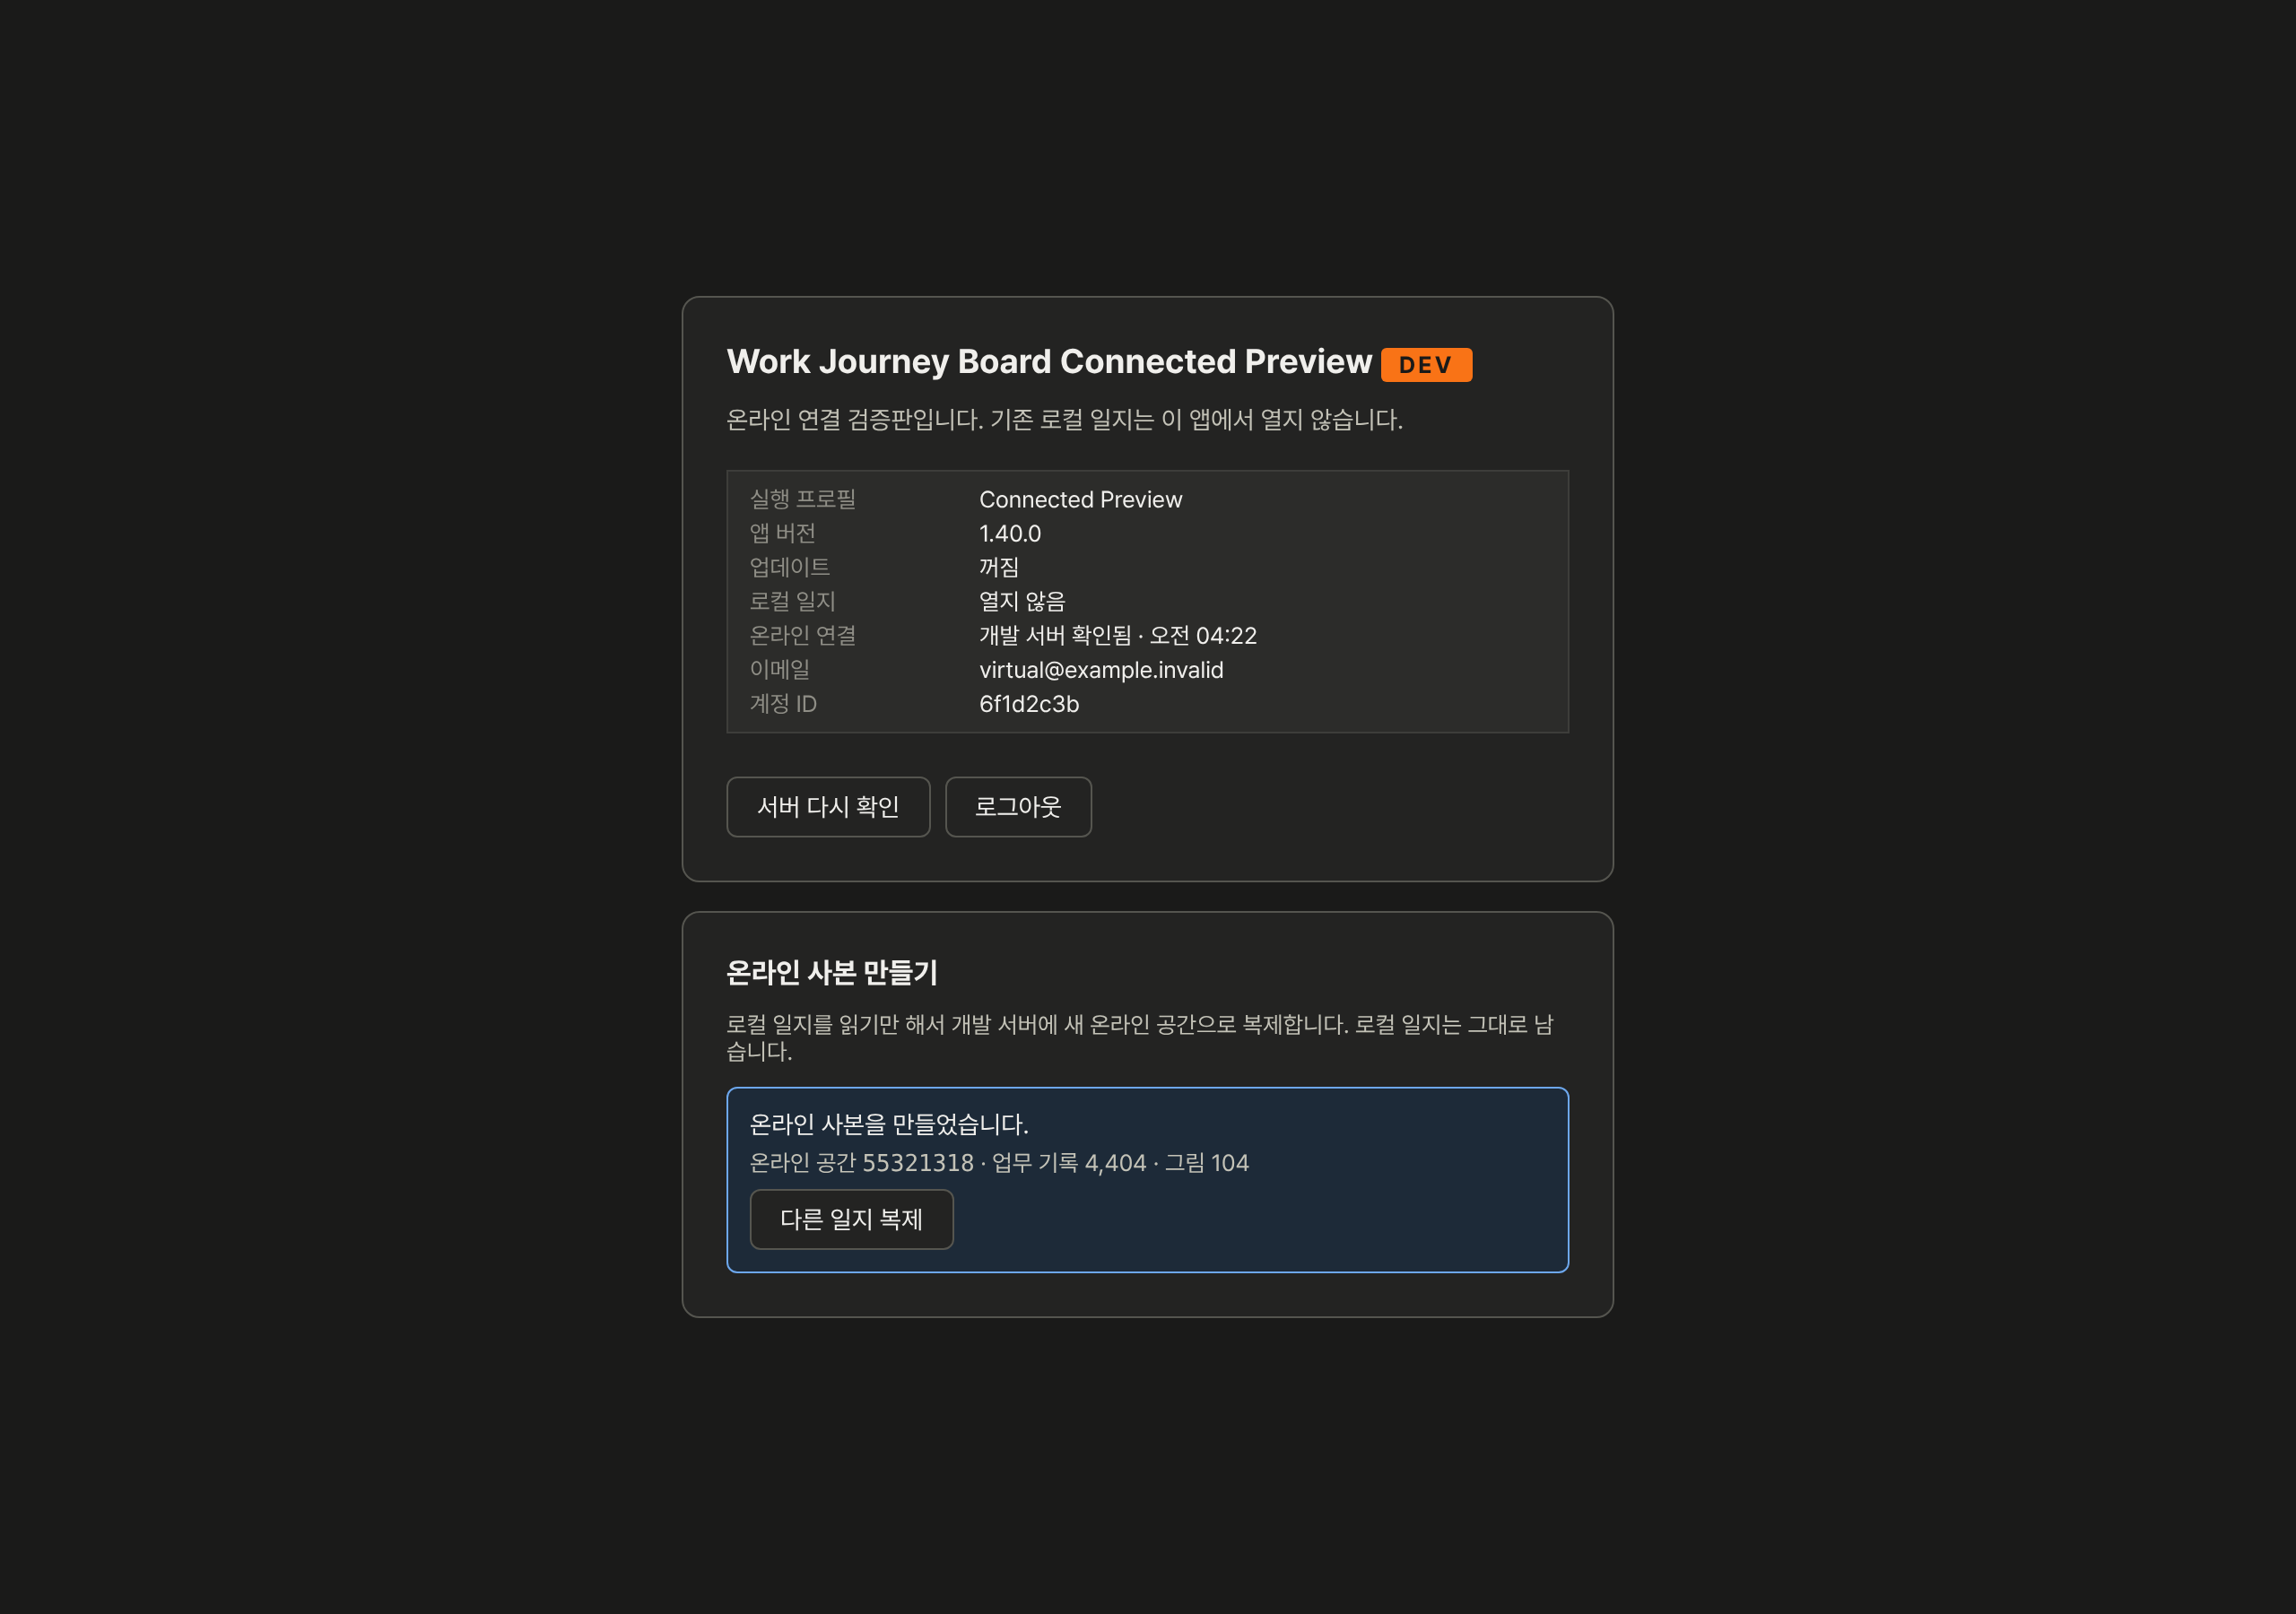 Work Journey Board Connected Preview DEV
온라인 연결 검증판입니다. 기존 로컬 일지는 이 앱에서 열지 않습니다.
실행 프로필 Connected Preview
앱 버전 1.40.0
업데이트 꺼짐
로컬 일지 열지 않음
온라인 연결 개발 서버 확인됨 · 오전 04:22
이메일 virtual@example.invalid
계정 ID 6f1d2c3b
서버 다시 확인 로그아웃
온라인 사본 만들기
로컬 일지를 읽기만 해서 개발 서버에 새 온라인 공간으로 복제합니다. 로컬 일지는 그대로 남
습니다.
온라인 사본을 만들었습니다.
온라인 공간 55321318 · 업무 기록 4,404 · 그림 104
다른 일지 복제